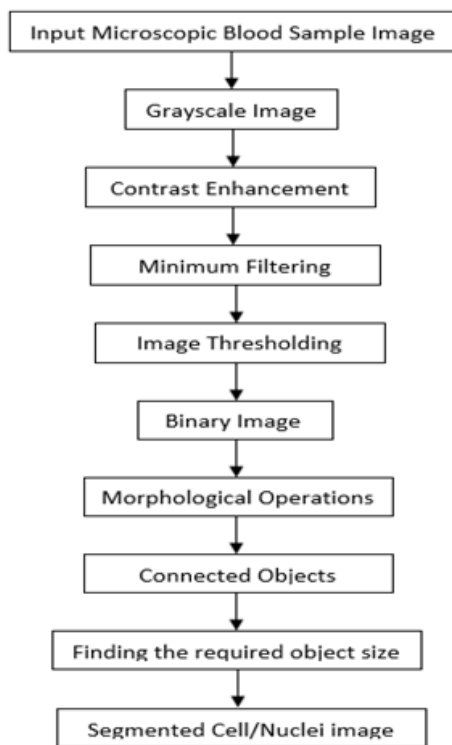 Input Microscopic Blood Sample Image
Grayscale Image
Contrast Enhancement
Minimum Filtering
Image Thresholding
Binary Image
Morphological Operations
Connected Objects
Finding the required object size
Segmented Cell/Nuclei image